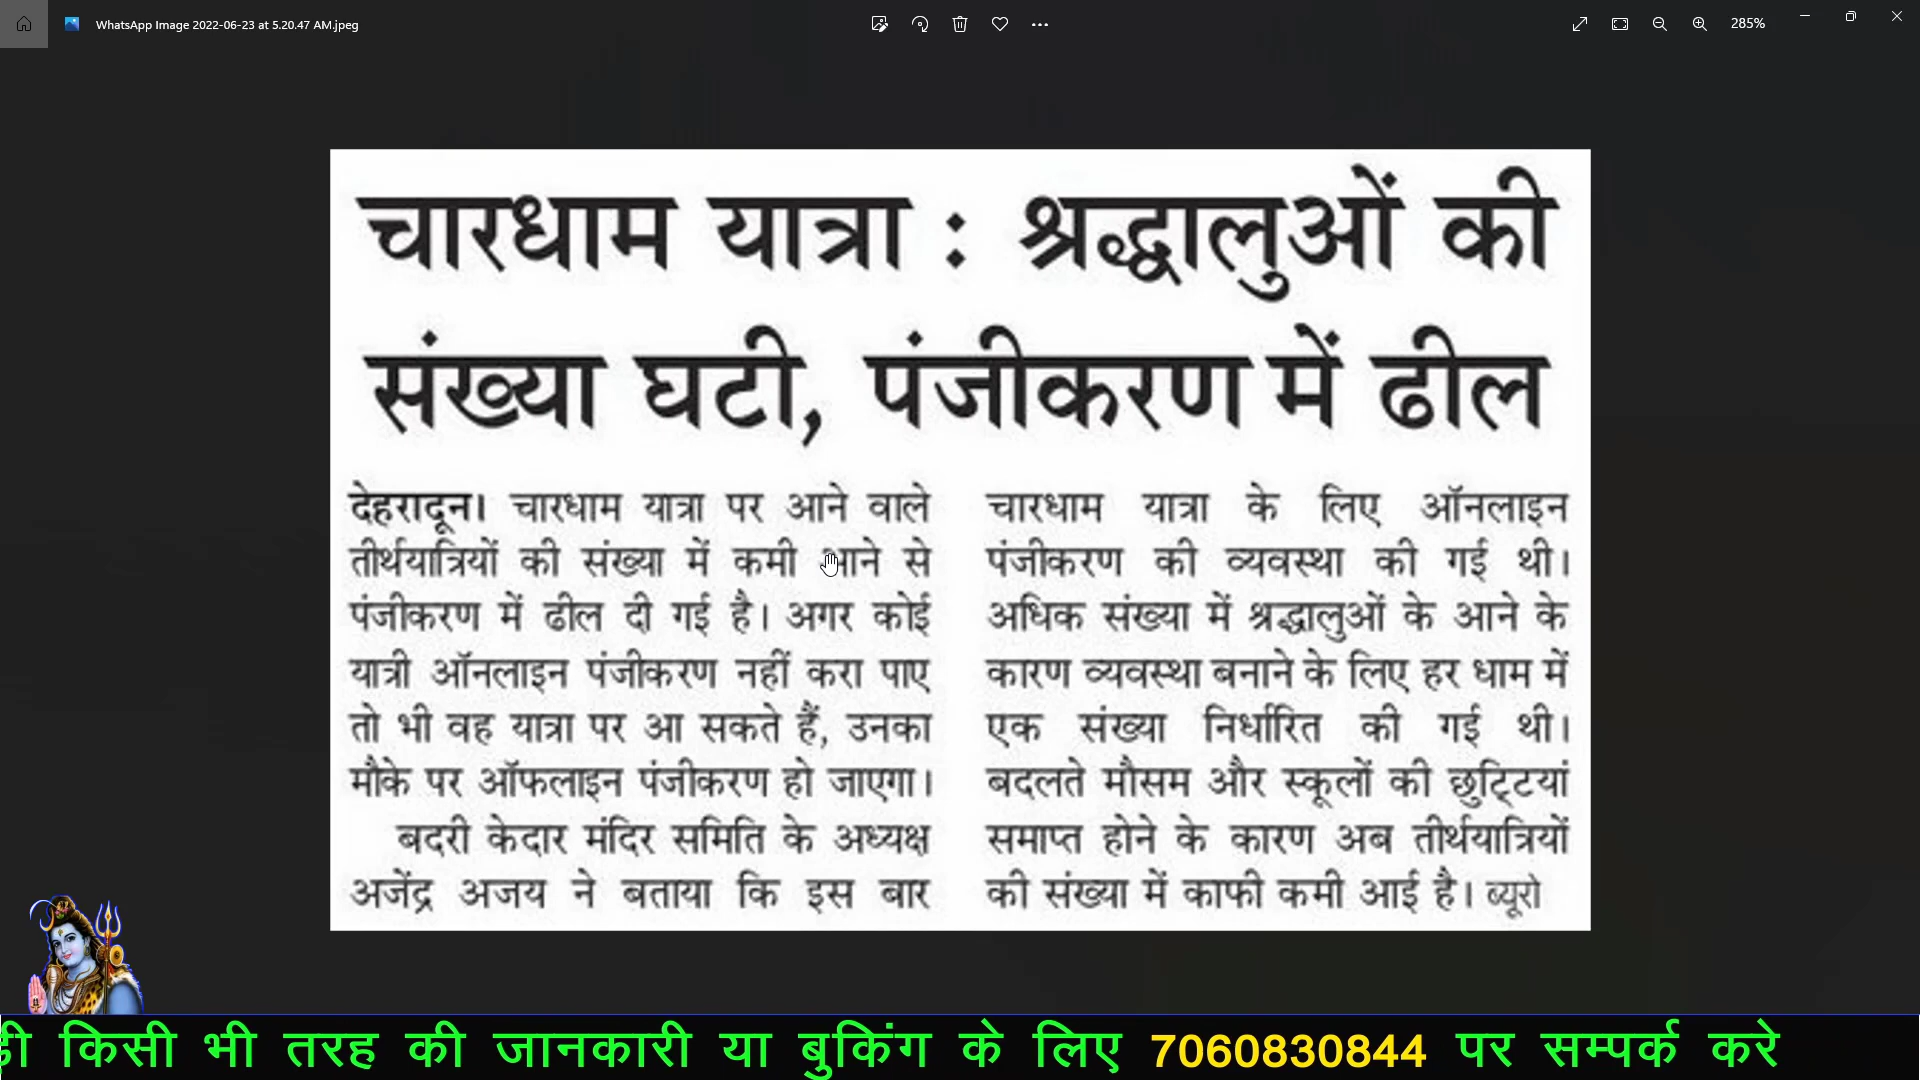 WhatsApp Image 2022-06-23 at 5.20.47 AM.jpeg
285%
चारधाम यात्रा : श्रद्धालुओं की
संख्या घटी, पंजीकरण में ढील
देहरादून। चारधाम यात्रा पर आने वाले
तीर्थयात्रियों की संख्या में कमी आने से
पंजीकरण में ढील दी गई है। अगर कोई
यात्री ऑनलाइन पंजीकरण नहीं करा पाए
तो भी वह यात्रा पर आ सकते हैं, उनका
मौके पर ऑफलाइन पंजीकरण हो जाएगा।
बदरी केदार मंदिर समिति के अध्यक्ष
अजेंद्र अजय ने बताया कि इस बार
चारधाम यात्रा के लिए ऑनलाइन
पंजीकरण की व्यवस्था की गई थी।
अधिक संख्या में श्रद्धालुओं के आने के
कारण व्यवस्था बनाने के लिए हर धाम में
एक संख्या निर्धारित की गई थी।
बदलते मौसम और स्कूलों की छुट्टियां
समाप्त होने के कारण अब तीर्थयात्रियों
की संख्या में काफी कमी आई है। ब्यूरो
किसी भी तरह की जानकारी या बुकिंग के लिए 7060830844 पर सम्पर्क करे